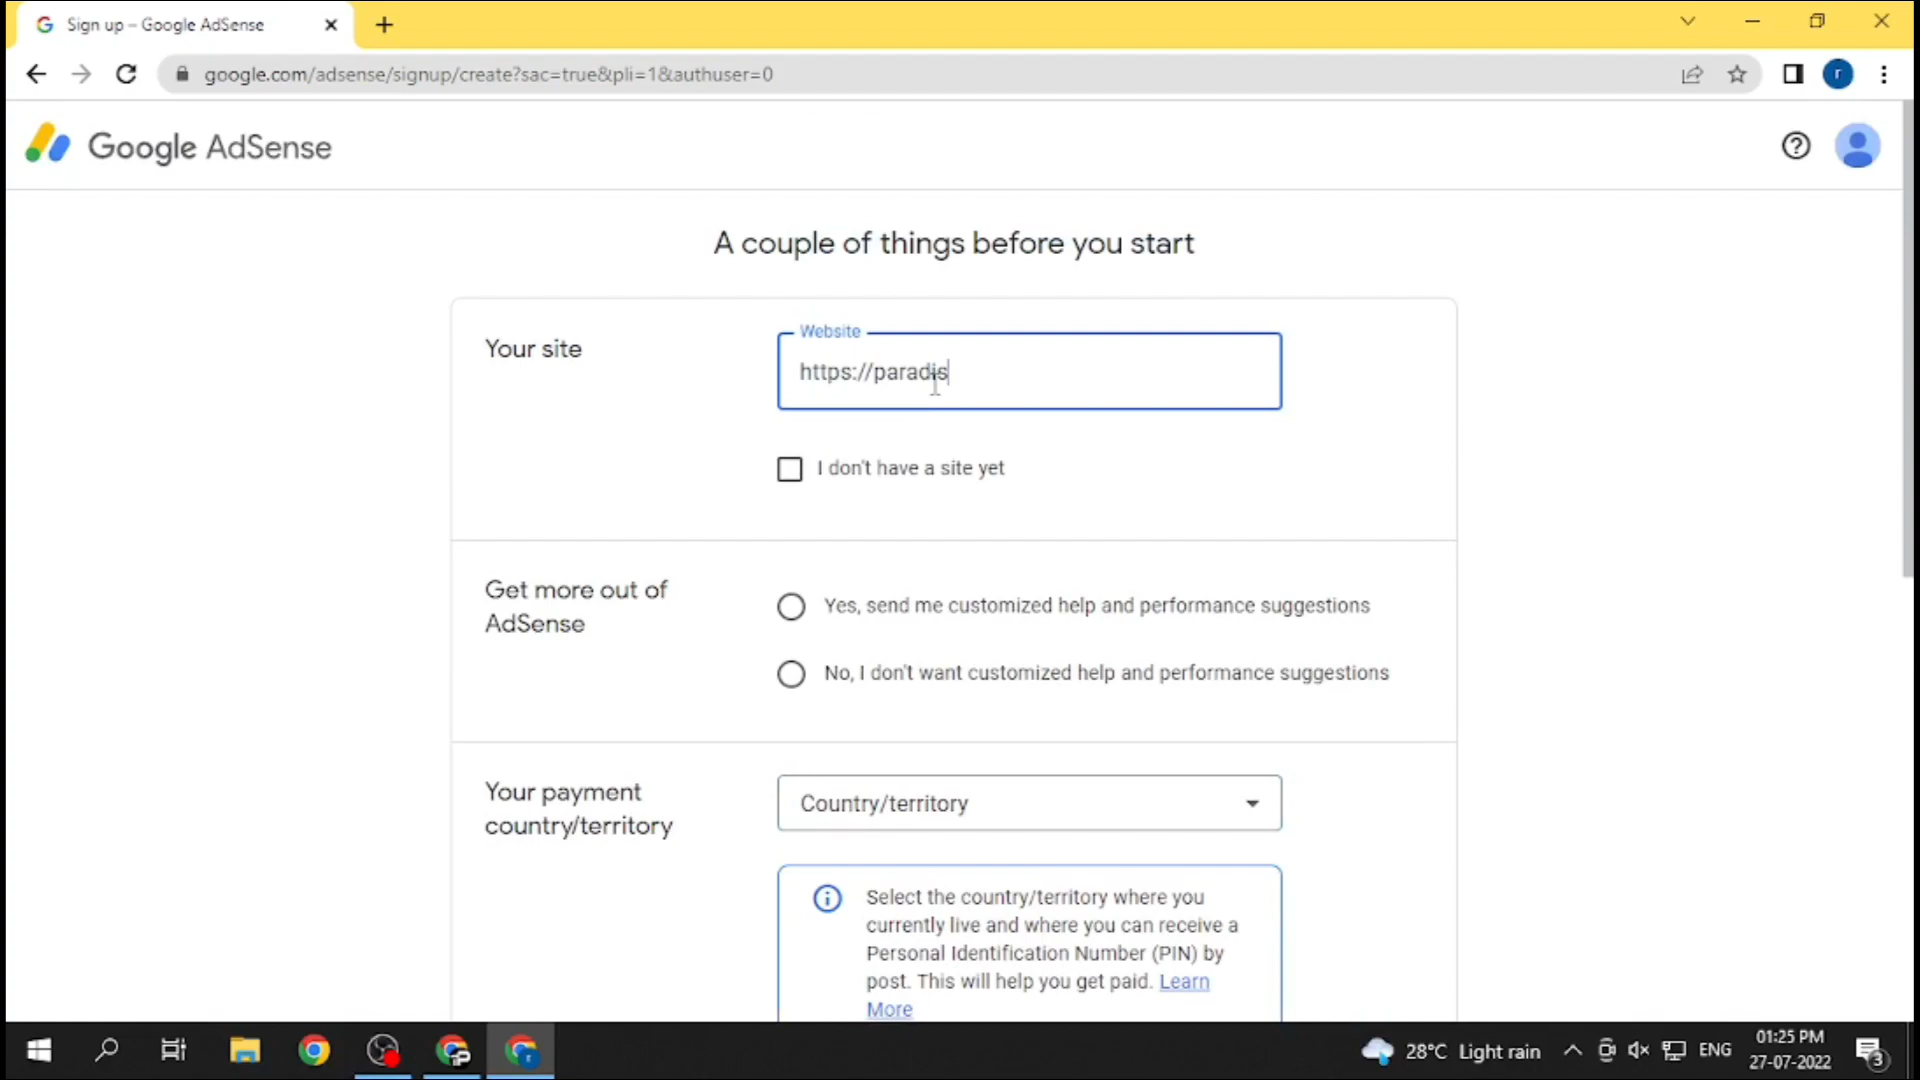 Sign up – Google AdSense
google.com/adsense/signup/create?sac=true&pli=1&authuser=0
r
Google AdSense
A couple of things before you start
Your site
Website
https://paradis
I don't have a site yet
Get more out of
AdSense
Yes, send me customized help and performance suggestions
No, I don't want customized help and performance suggestions
Your payment
country/territory
Country/territory
Select the country/territory where you
currently live and where you can receive a
Personal Identification Number (PIN) by
post. This will help you get paid. Learn
More
28°C Light rain
ENG
01:25 PM
27-07-2022
3